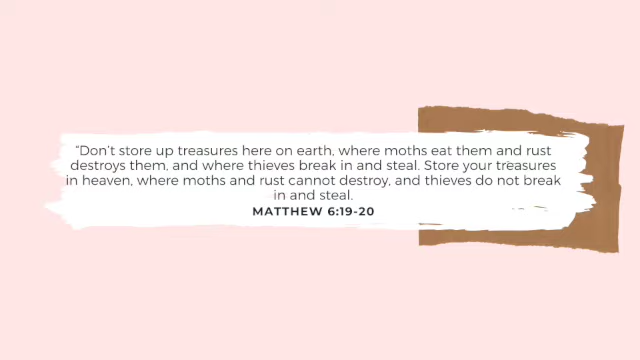 “Don’t store up treasures here on earth, where moths eat them and rust
destroys them, and where thieves break in and steal. Store your treasures
in heaven, where moths and rust cannot destroy, and thieves do not break
in and steal.
MATTHEW 6:19-20